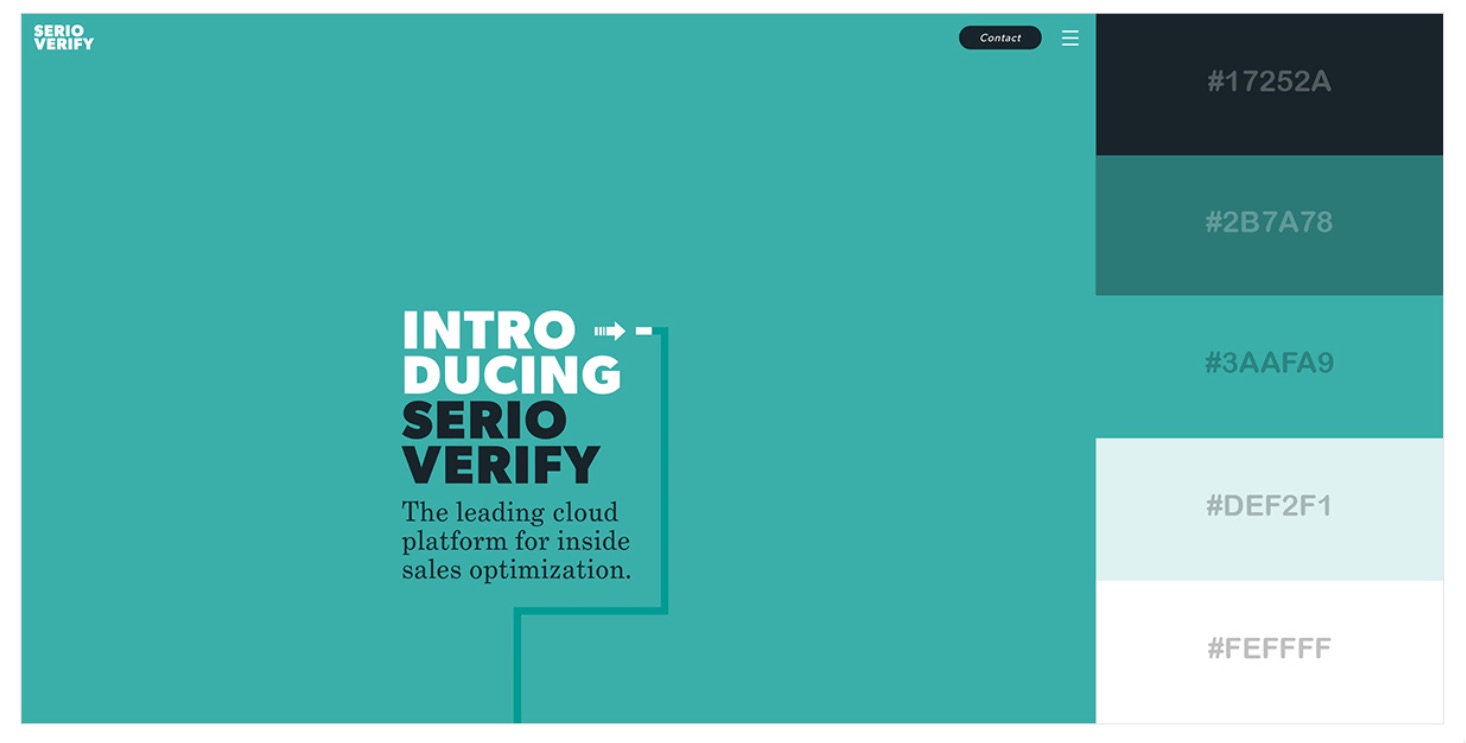 SERIO
VERIFY
Contact
INTRO
DUCING
SERIO
VERIFY
The leading cloud
platform for inside
sales optimization.
#17252A
#2B7A78
#3AAFA9
#DEF2F1
#FEFFFF